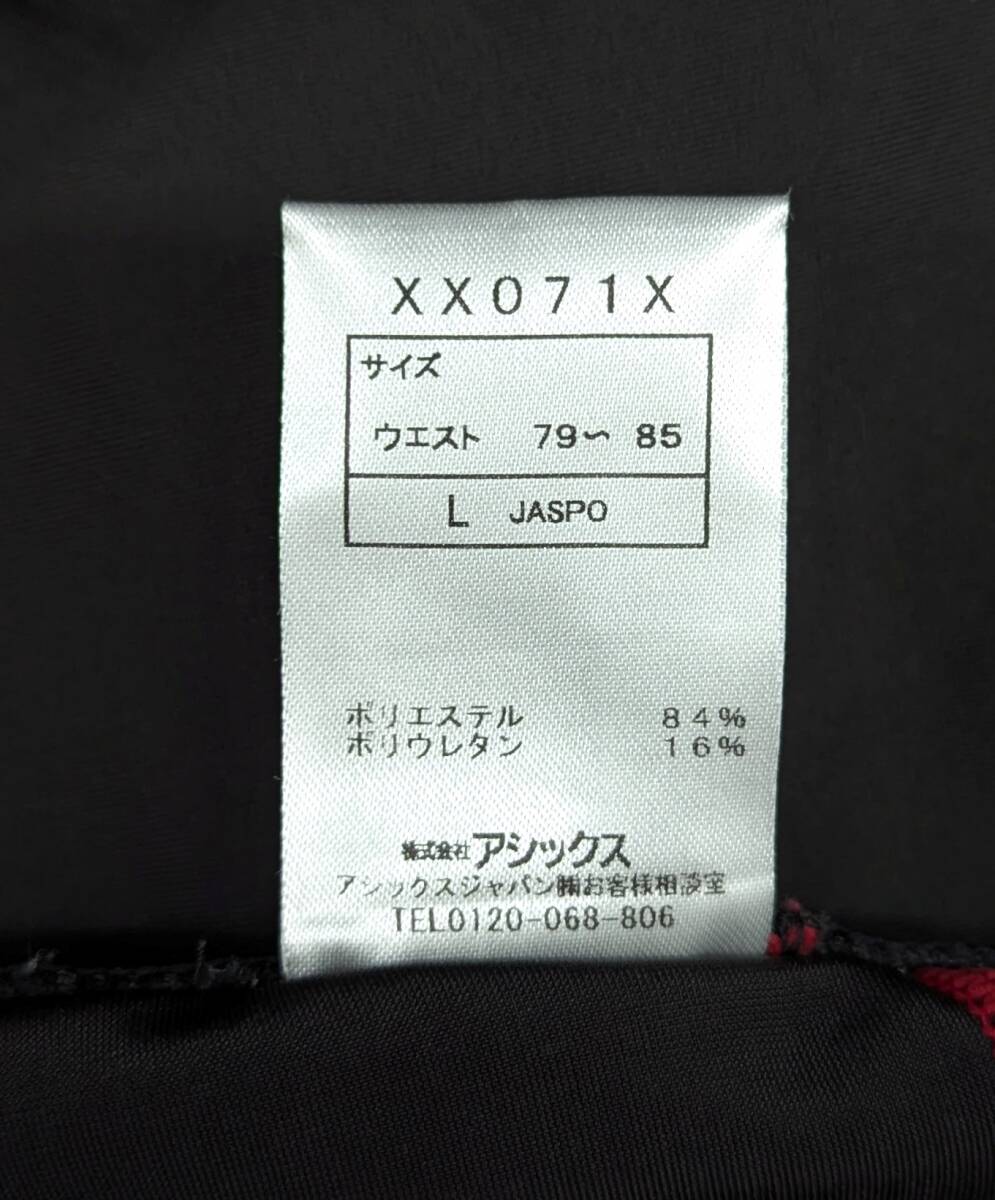 XX071X
サイズ
ウエスト 79〜 85
L JASPO
ポリエステル 84%
ポリウレタン 16%
株式会社アシックス
アシックスジャパン㈱お客様相談室
TEL0120-068-806